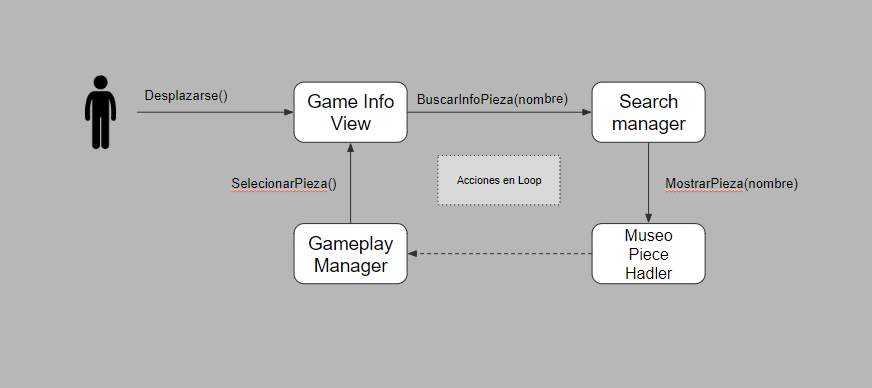 Desplazarse()
Game Info
View
BuscarInfoPieza(nombre)
Search
manager
SelecionarPieza()
Acciones en Loop
MostrarPieza(nombre)
Gameplay
Manager
Museo
Piece
Hadler